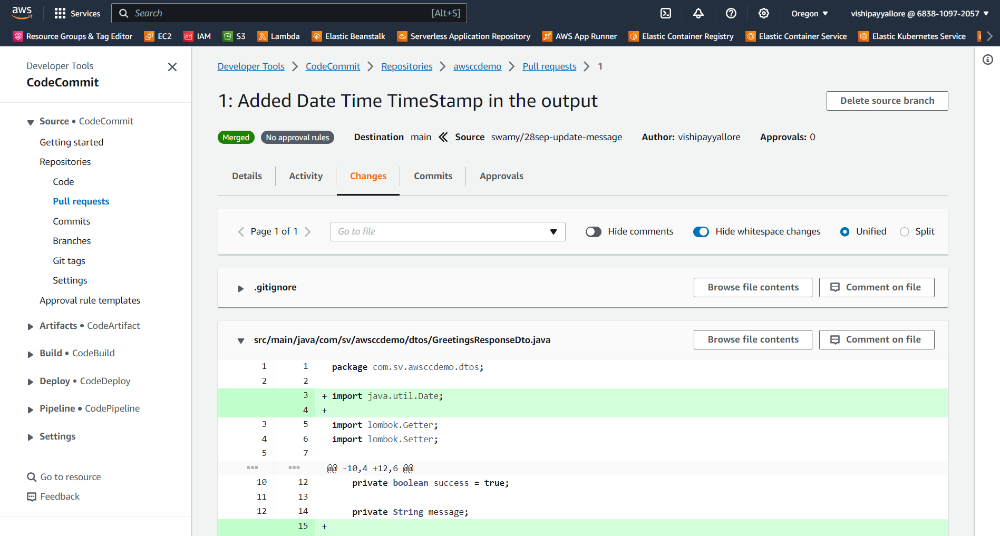 aws
Services
Search
[Alt+S]
Oregon
vishipayyallore @ 6838-1097-2057
Resource Groups & Tag Editor
EC2
IAM
S3
Lambda
Elastic Beanstalk
Serverless Application Repository
AWS App Runner
Elastic Container Registry
Elastic Container Service
Elastic Kubernetes Service
Developer Tools
CodeCommit
Source • CodeCommit
Getting started
Repositories
Code
Pull requests
Commits
Branches
Git tags
Settings
Approval rule templates
Artifacts • CodeArtifact
Build • CodeBuild
Deploy • CodeDeploy
Pipeline • CodePipeline
Settings
Go to resource
Feedback
Developer Tools > CodeCommit > Repositories > awsccdemo > Pull requests > 1
1: Added Date Time TimeStamp in the output
Delete source branch
Merged
No approval rules
Destination main
Source swamy/28sep-update-message
Author: vishipayyallore
Approvals: 0
Details
Activity
Changes
Commits
Approvals
Page 1 of 1
Go to file
Hide comments
Hide whitespace changes
Unified
Split
.gitignore
Browse file contents
Comment on file
src/main/java/com/sv/awsccdemo/dtos/GreetingsResponseDto.java
Browse file contents
Comment on file
1 1 package com.sv.awsccdemo.dtos;
2 2
3 + import java.util.Date;
4 +
3 5 import lombok.Getter;
4 6 import lombok.Setter;
5 7
@@ -10,4 +12,6 @@
10 12 private boolean success = true;
11 13
12 14 private String message;
15 +